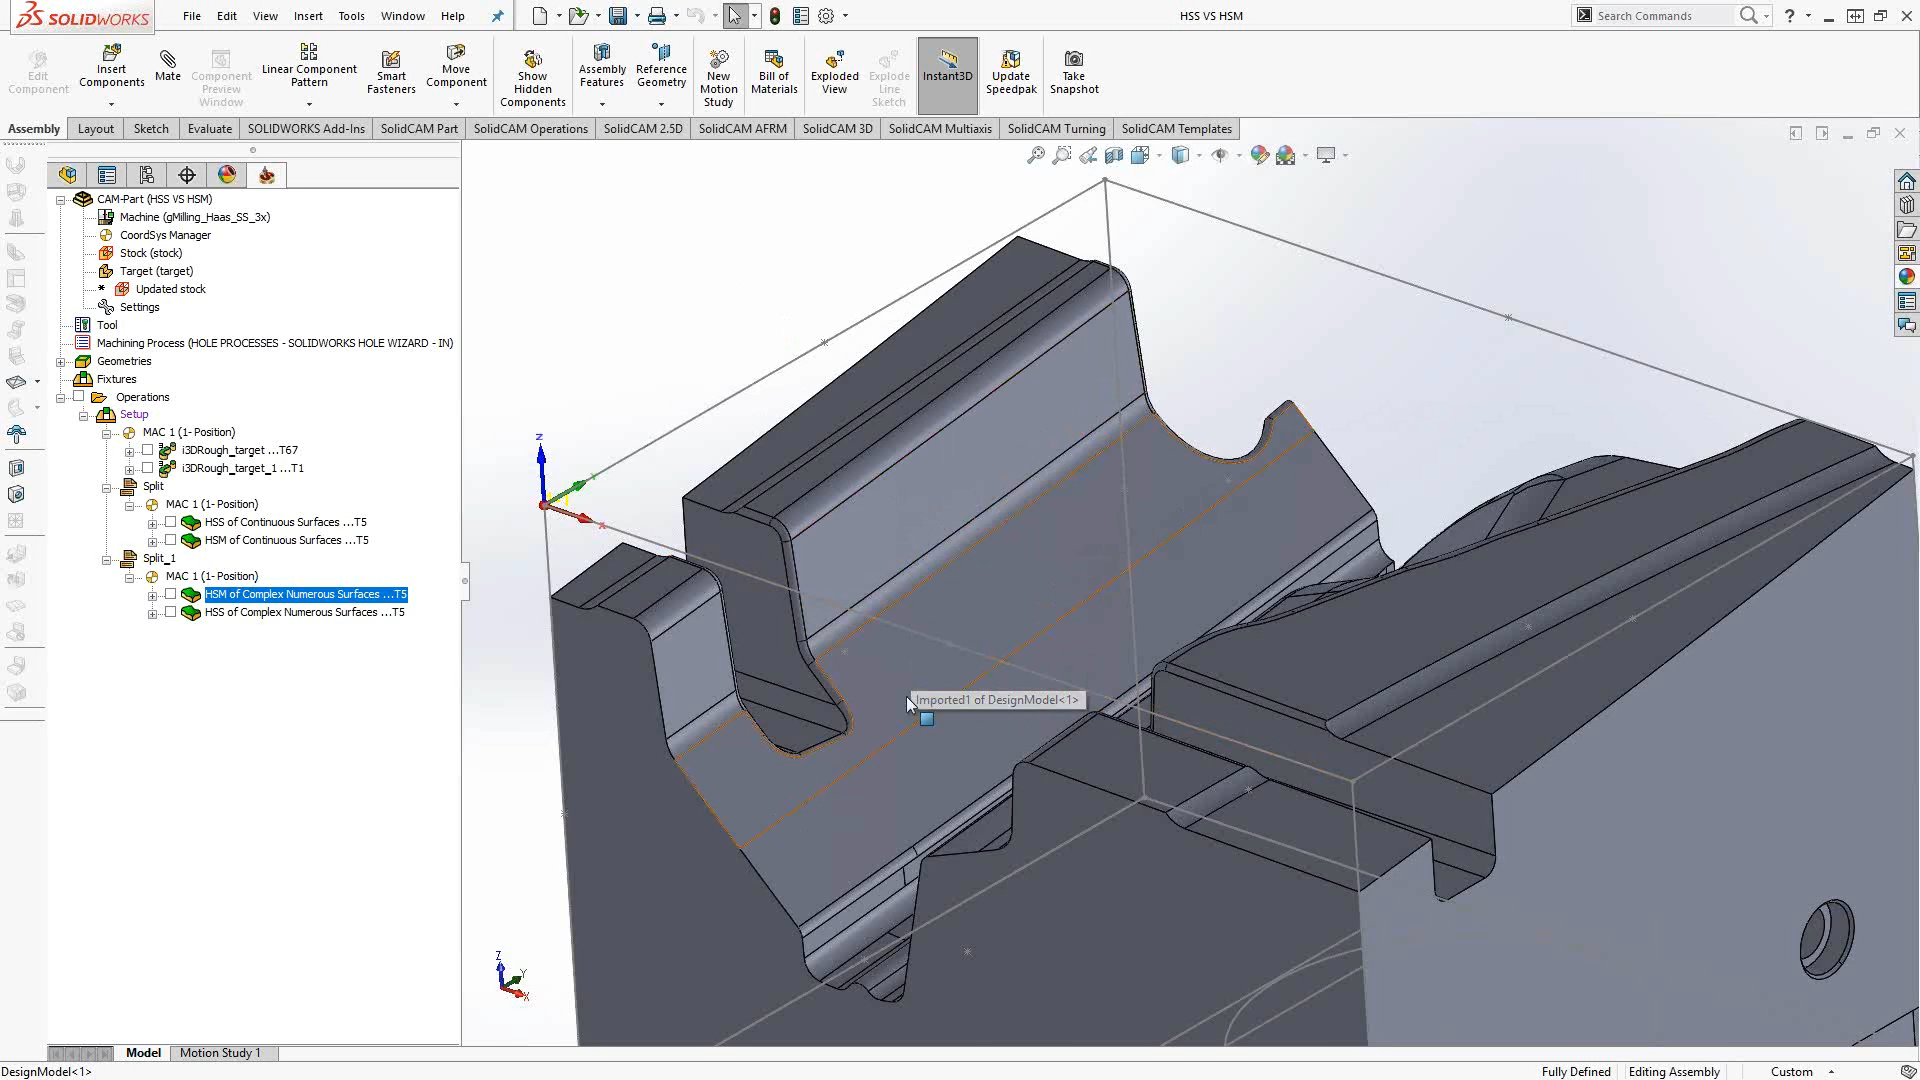 SOLIDWORKS
File Edit View Insert Tools Window Help
HSS VS HSM
Search Commands
Edit Component
Insert Components
Mate
Component Preview Window
Linear Component Pattern
Smart Fasteners
Move Component
Show Hidden Components
Assembly Features
Reference Geometry
New Motion Study
Bill of Materials
Exploded View
Explode Line Sketch
Instant3D
Update Speedpak
Take Snapshot
Assembly Layout Sketch Evaluate SOLIDWORKS Add-Ins SolidCAM Part SolidCAM Operations SolidCAM 2.5D SolidCAM AFRM SolidCAM 3D SolidCAM Multiaxis SolidCAM Turning SolidCAM Templates
CAM-Part (HSS VS HSM)
Machine (gMilling_Haas_SS_3x)
CoordSys Manager
Stock (stock)
Target (target)
Updated stock
Settings
Tool
Machining Process (HOLE PROCESSES - SOLIDWORKS HOLE WIZARD - IN)
Geometries
Fixtures
Operations
Setup
MAC 1 (1- Position)
i3DRough_target ...T67
i3DRough_target_1 ...T1
Split
MAC 1 (1- Position)
HSS of Continuous Surfaces ...T5
HSM of Continuous Surfaces ...T5
Split_1
MAC 1 (1- Position)
HSM of Complex Numerous Surfaces ...T5
HSS of Complex Numerous Surfaces ...T5
Z
X
Imported1 of DesignModel<1>
Z
Y
X
Model Motion Study 1
DesignModel<1>
Fully Defined Editing Assembly Custom